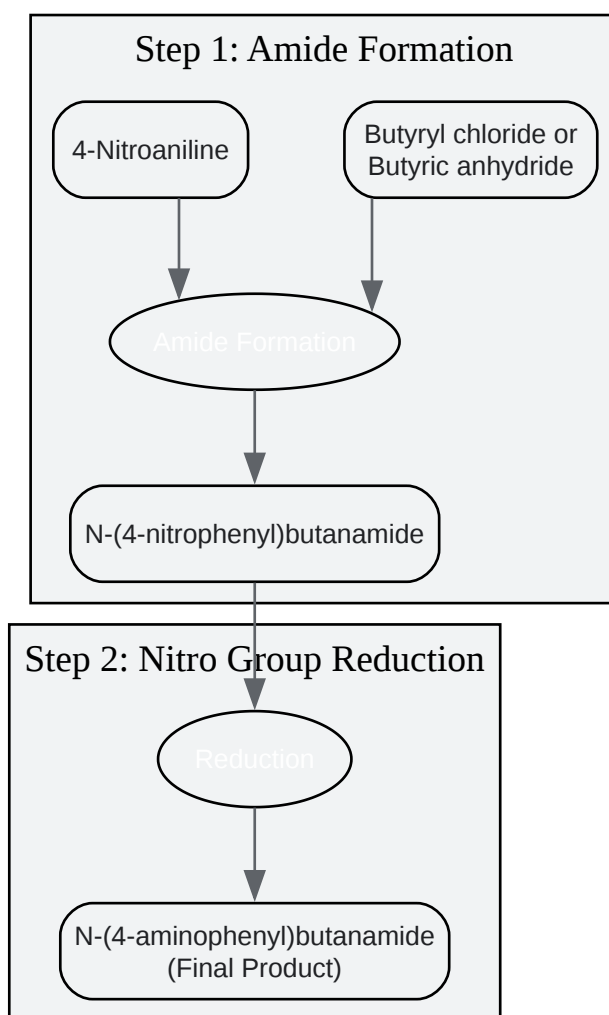 Step 1: Amide Formation
4-Nitroaniline
Butyryl chloride or
Butyric anhydride
Amide Formation
N-(4-nitrophenyl)butanamide
Step 2: Nitro Group Reduction
Reduction
N-(4-aminophenyl)butanamide
(Final Product)